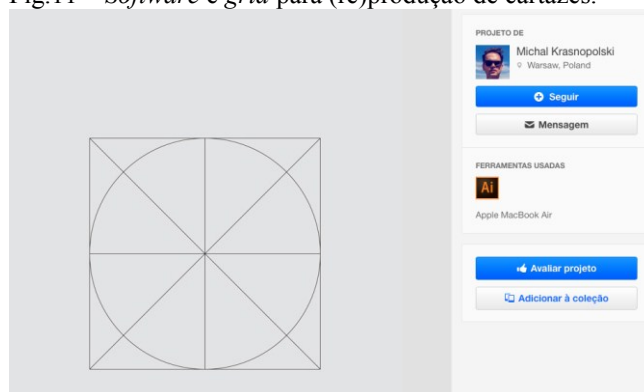 Fig.11 – Software e grid para (re)produção de cartazes.
PROJETO DE
Michal Krasnopolski
Warsaw, Poland
Seguir
Mensagem
FERRAMENTAS USADAS
Ai
Apple MacBook Air
Avaliar projeto
Adicionar à coleção